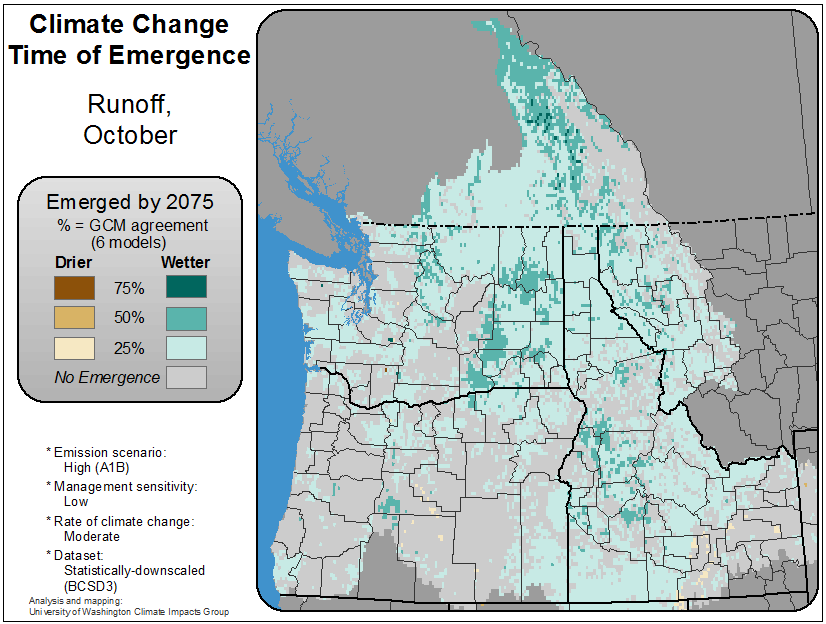 Climate Change
Time of Emergence
Runoff,
October
Emerged by 2075
% = GCM agreement
(6 models)
Drier Wetter
75%
50%
25%
No Emergence
* Emission scenario:
High (A1B)
* Management sensitivity:
Low
* Rate of climate change:
Moderate
* Dataset:
Statistically-downscaled
(BCSD3)
Analysis and mapping:
University of Washington Climate Impacts Group